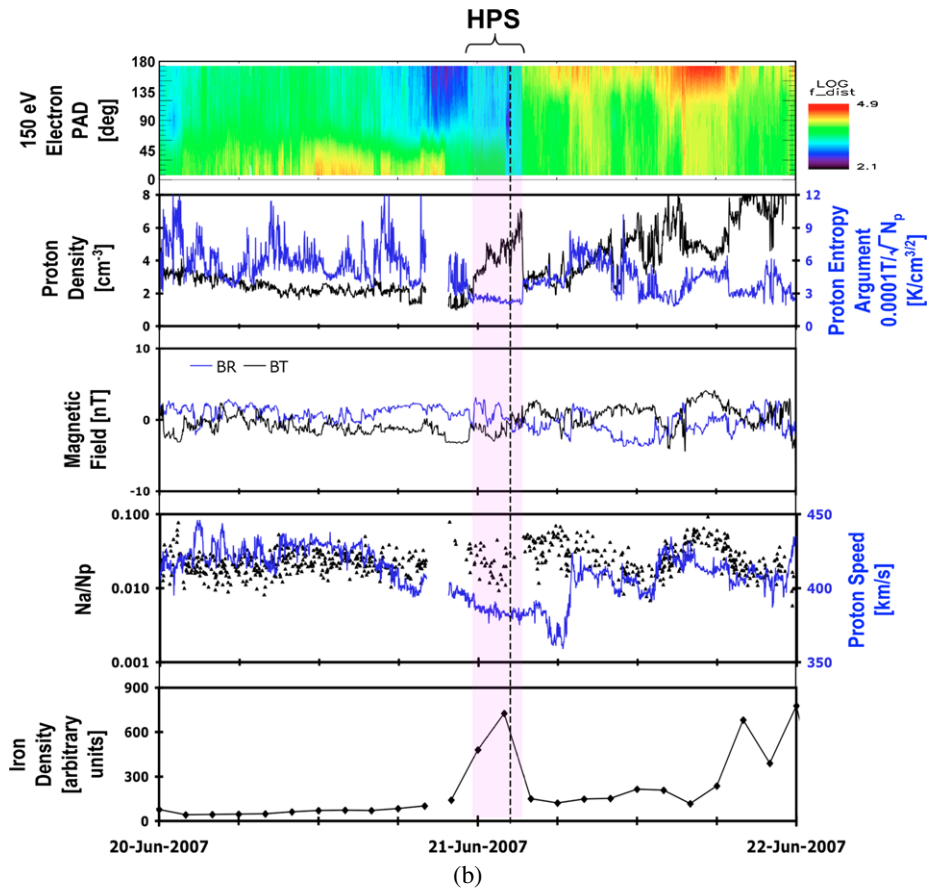 HPS
180
135
90
45
0
150 eV
Electron
PAD
[deg]
LOG
f_dist
4.9
2.1
8
6
4
2
0
Proton
Density
[cm-3]
12
9
6
3
0
Proton Entropy
Argument
0.0001T/√Np
[K/cm3/2]
10
0
-10
Magnetic
Field [nT]
BR BT
0.100
0.010
0.001
Na/Np
450
400
350
Proton Speed
[km/s]
900
600
300
0
Iron
Density
[arbitrary
units]
20-Jun-2007 21-Jun-2007 22-Jun-2007
(b)